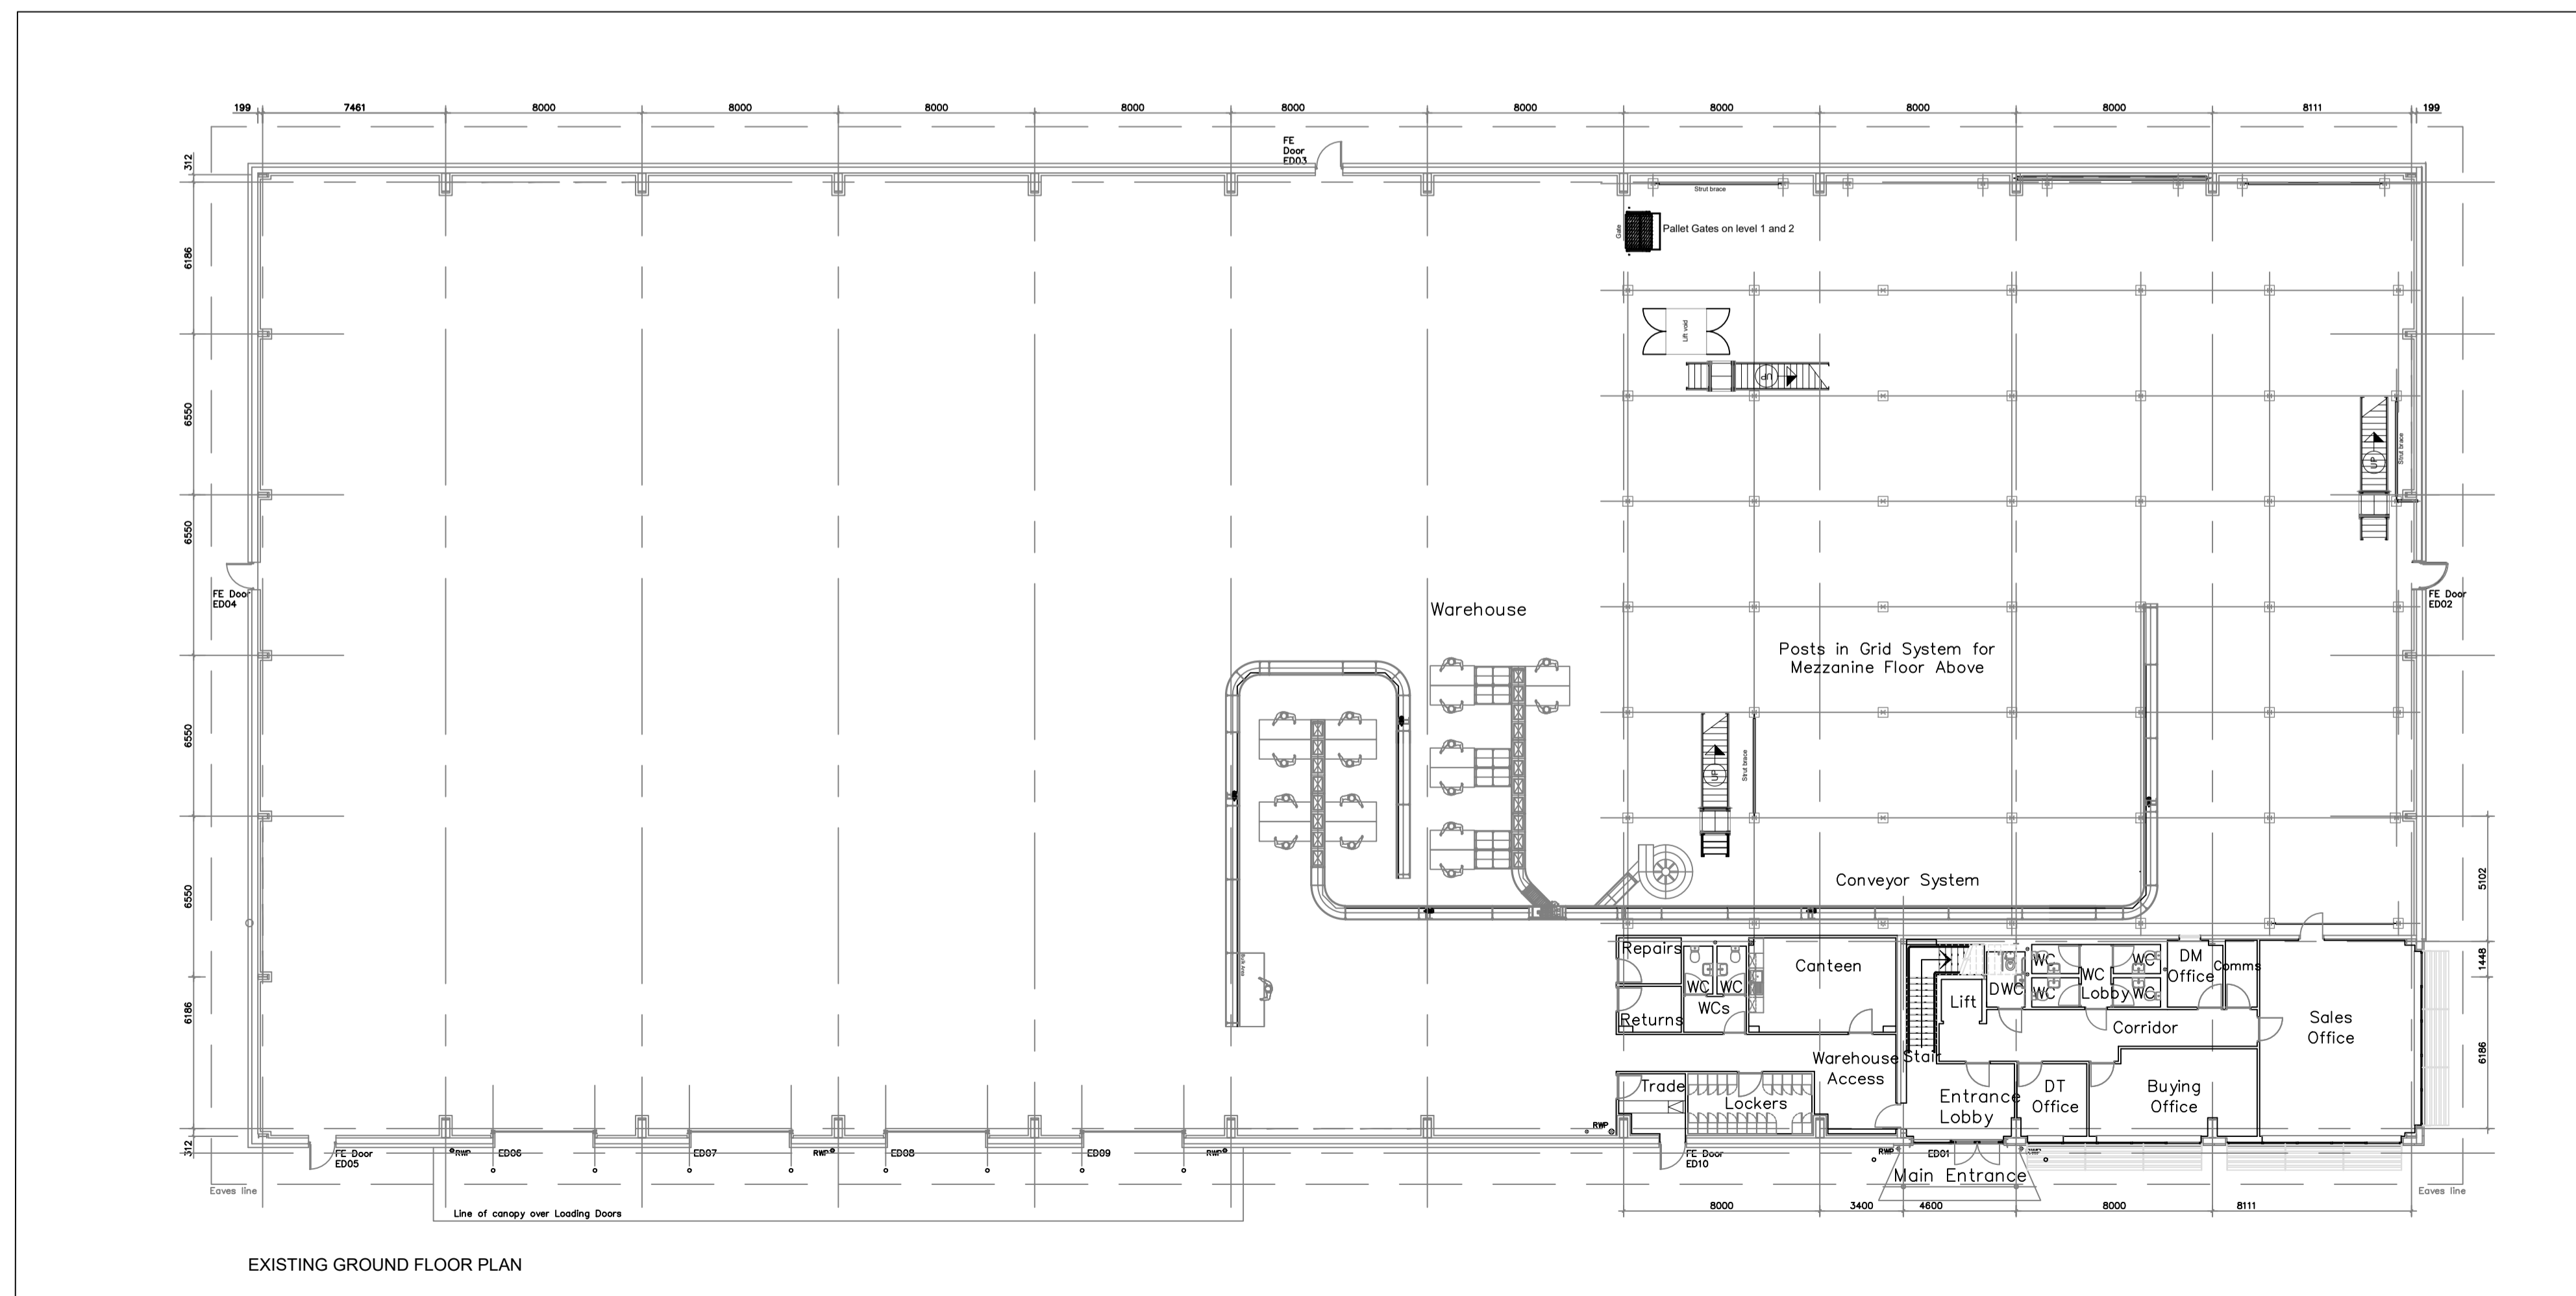 199 7461 8000 8000 8000 8000 8000 8000 8000 8000 8000 8111 199
FE
Door
ED03
312
Strut brace
Gate
Pallet Gates on level 1 and 2
6186
Lift void
UP
6550
Strut brace
UP
6550
FE Door
ED04
FE Door
ED02
Warehouse
Posts in Grid System for
Mezzanine Floor Above
6550
Strut brace
UP
Conveyor System
6550
5102
Repairs
Canteen
WC
WC
DM
Office
Comms
1448
WC
WC
WC
Lobby
DWC
WC
WC
Lift
WCs
Returns
6186
Sales
Office
Corridor
Warehouse
Access
Stair
6186
Trade
Lockers
Entrance
Lobby
DT
Office
Buying
Office
312
FE Door
ED05
RWP
ED06
ED07
RWP
ED08
ED09
RWP
RWP
FE Door
ED10
RWP
ED01
Main Entrance
Eaves line
Eaves line
Line of canopy over Loading Doors
8000 3400 4600 8000 8111
EXISTING GROUND FLOOR PLAN